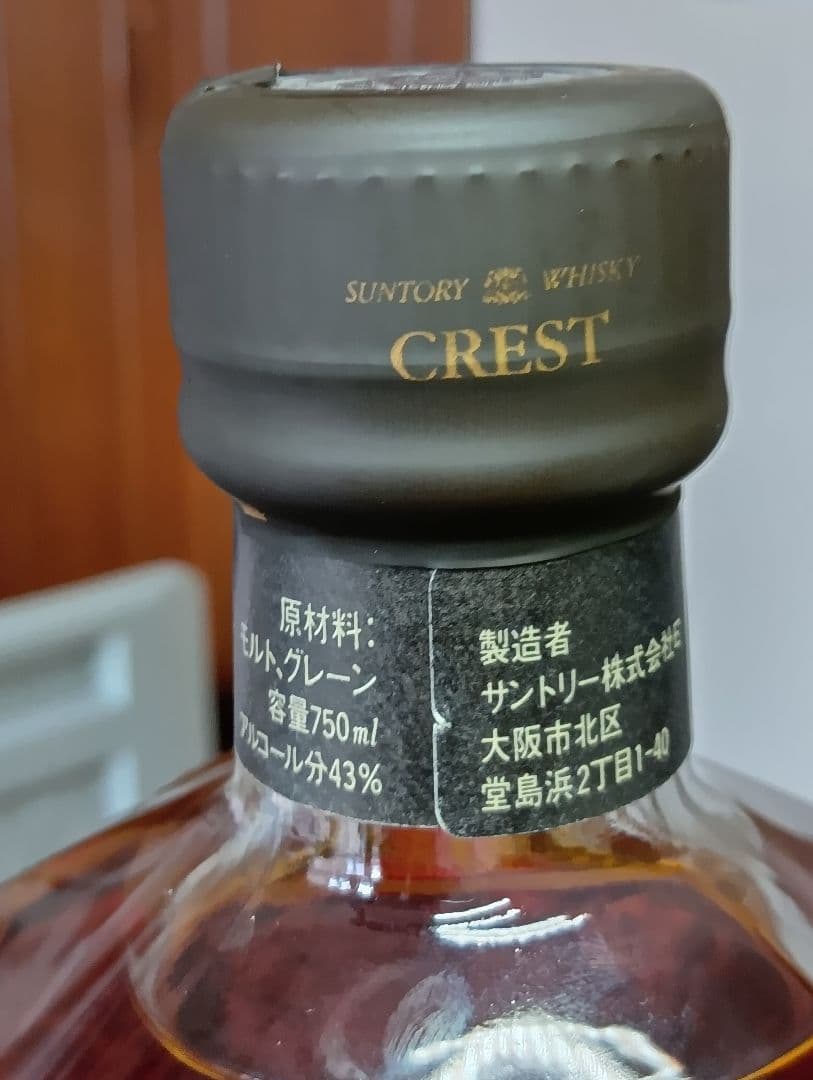 SUNTORY WHISKY
CREST
原材料:
モルト、グレーン
容量750ml
アルコール分43%
製造者
サントリー株式会社E
大阪市北区
堂島浜2丁目1-40